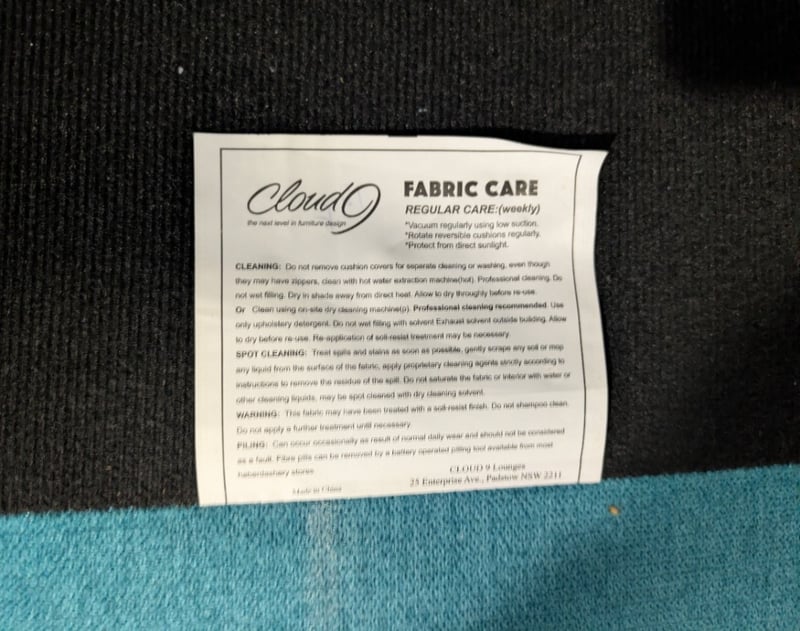 Cloud9
the next level in furniture design
FABRIC CARE
REGULAR CARE:(weekly)
*Vacuum regularly using low suction.
*Rotate reversible cushions regularly.
*Protect from direct sunlight.
CLEANING: Do not remove cushion covers for separate cleaning or washing, even though
they may have zippers, clean with hot water extraction machine(hot). Professional cleaning. Do
not wet filling. Dry in shade away from direct heat. Allow to dry throughly before re-use.
Or Clean using on-site dry cleaning machine(p). Professional cleaning recommended. Use
only upholstery detergent. Do not wet filling with solvent Exhaust solvent outside building. Allow
to dry before re-use. Re-application of soil-resist treatment may be necessary.
SPOT CLEANING: Treat spills and stains as soon as possible, gently scrape any soil or mop
any liquid from the surface of the fabric, apply proprietary cleaning agents strictly according to
instructions to remove the residue of the spill. Do not saturate the fabric or interior with water or
other cleaning liquids, may be spot cleaned with dry cleaning solvent.
WARNING: This fabric may have been treated with a soil-resist finish. Do not shampoo clean.
Do not apply a further treatment until necessary.
PILING: Can occur occasionally as result of normal daily wear and should not be considered
as a fault. Fibre pills can be removed by a battery operated pilling tool available from most
haberdashery stores
Made in China
CLOUD 9 Lounges
25 Enterprise Ave., Padstow NSW 2211